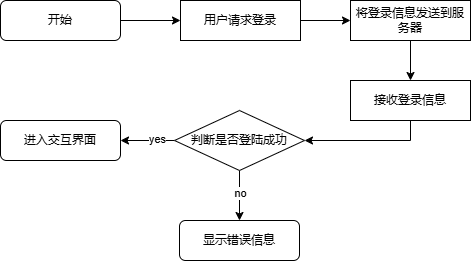 开始
用户请求登录
将登录信息发送到服
务器
接收登录信息
判断是否登陆成功
yes
进入交互界面
no
显示错误信息